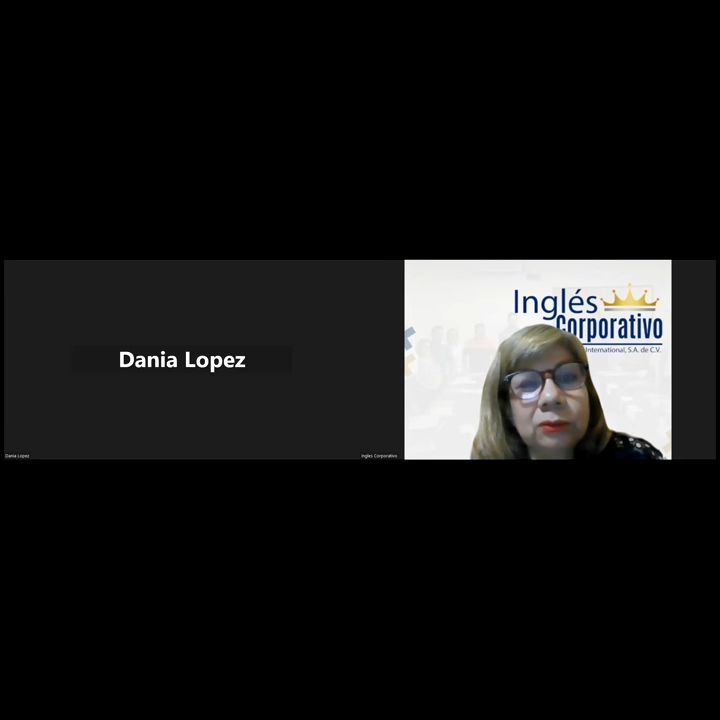 Dania Lopez
Dania Lopez
Ingles Corporativo
Inglés
Corporativo
International, S.A. de C.V.